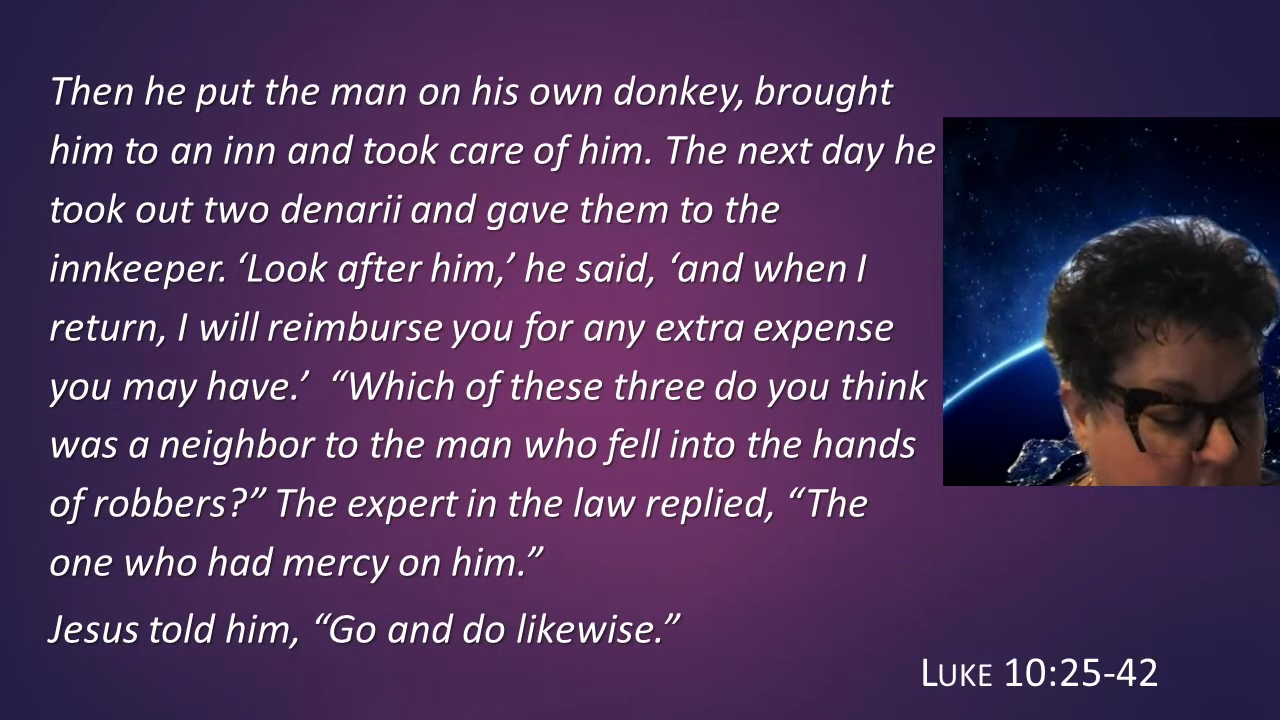 Then he put the man on his own donkey, brought
him to an inn and took care of him. The next day he
took out two denarii and gave them to the
innkeeper. ‘Look after him,’ he said, ‘and when I
return, I will reimburse you for any extra expense
you may have.’  “Which of these three do you think
was a neighbor to the man who fell into the hands
of robbers?” The expert in the law replied, “The
one who had mercy on him.”
Jesus told him, “Go and do likewise.”
LUKE 10:25-42